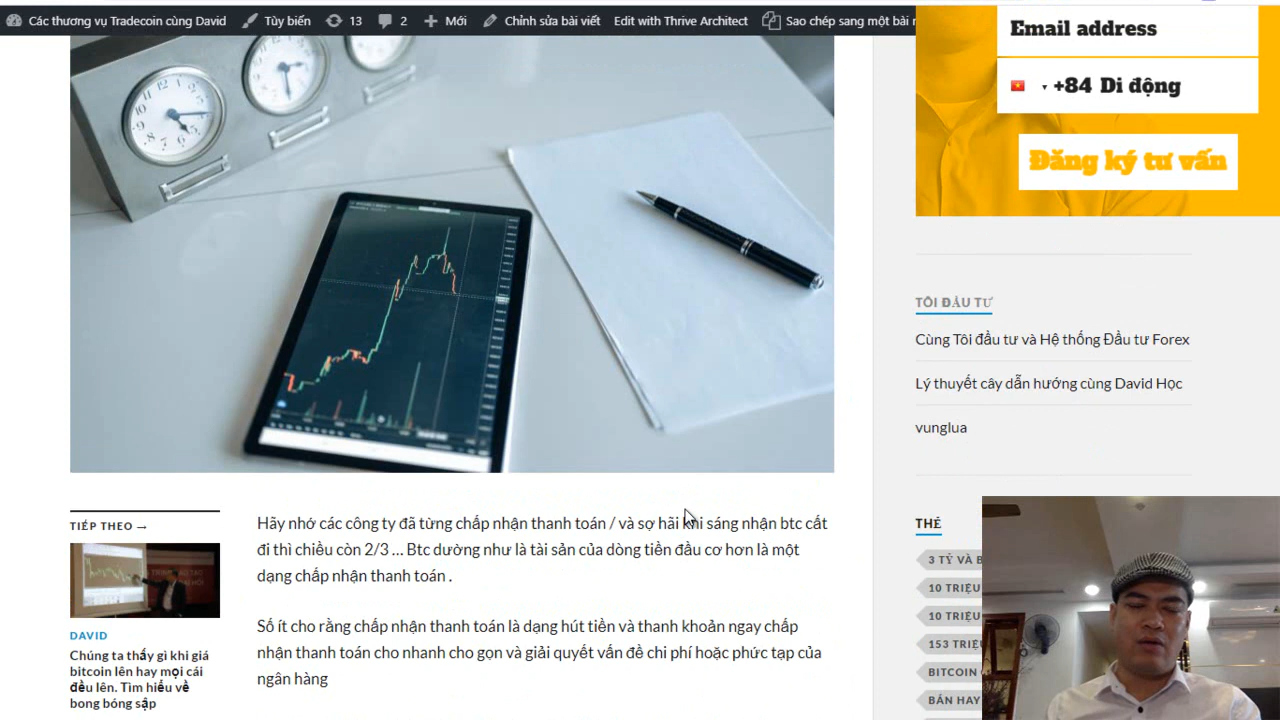 Các thương vụ Tradecoin cùng David
Tùy biến
13
2
Mới
Chỉnh sửa bài viết
Edit with Thrive Architect
Sao chép sang một bài
Email address
+84 Di động
Đăng ký tư vấn
TÔI ĐẦU TƯ
Cùng Tôi đầu tư và Hệ thống Đầu tư Forex
Lý thuyết cây dẫn hướng cùng David Học
vunglua
TIẾP THEO →
DAVID
Chúng ta thấy gì khi giá
bitcoin lên hay mọi cái
đều lên. Tìm hiểu về
bong bóng sập
Hãy nhớ các công ty đã từng chấp nhận thanh toán / và sợ hãi khi sáng nhận btc cất
đi thì chiều còn 2/3 ... Btc dường như là tài sản của dòng tiền đầu cơ hơn là một
dạng chấp nhận thanh toán .
Số ít cho rằng chấp nhận thanh toán là dạng hút tiền và thanh khoản ngay chấp
nhận thanh toán cho nhanh cho gọn và giải quyết vấn đề chi phí hoặc phức tạp của
ngân hàng
THẺ
3 TỶ VÀ B
10 TRIỆU
10 TRIỆU
153 TRIỆU
BITCOIN
BÁN HAY